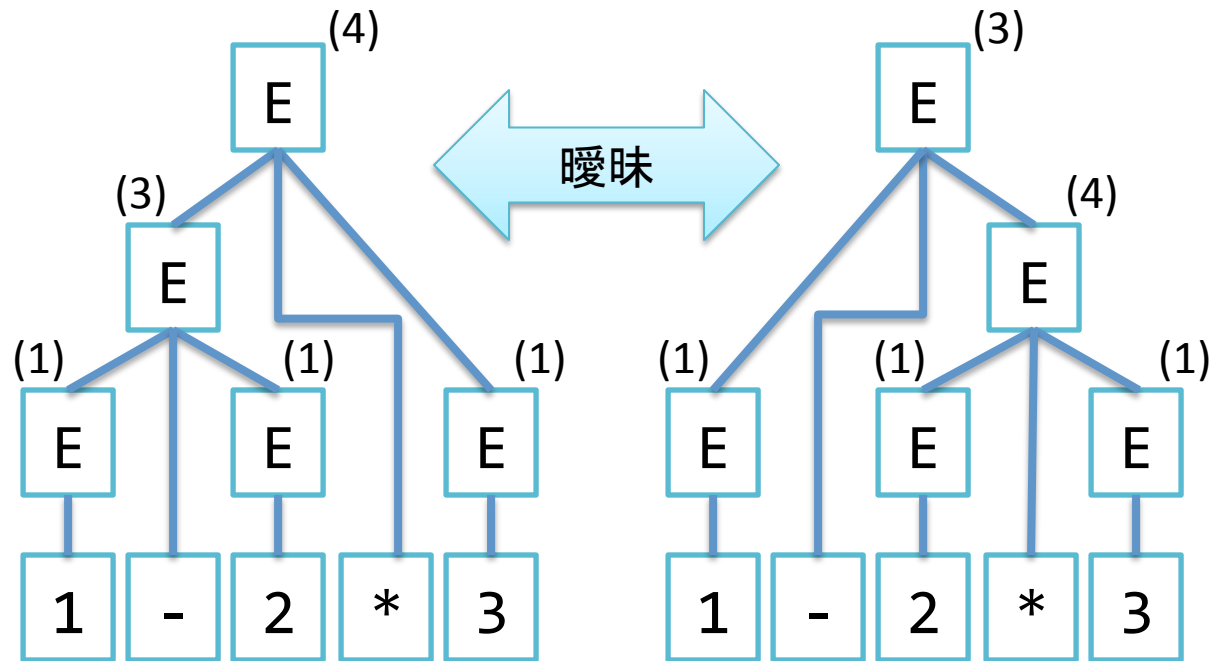 (4) (3)
E E
曖昧
(3) (4)
E E
(1) (1) (1) (1) (1) (1)
E E E E E E
1 - 2 * 3 1 - 2 * 3